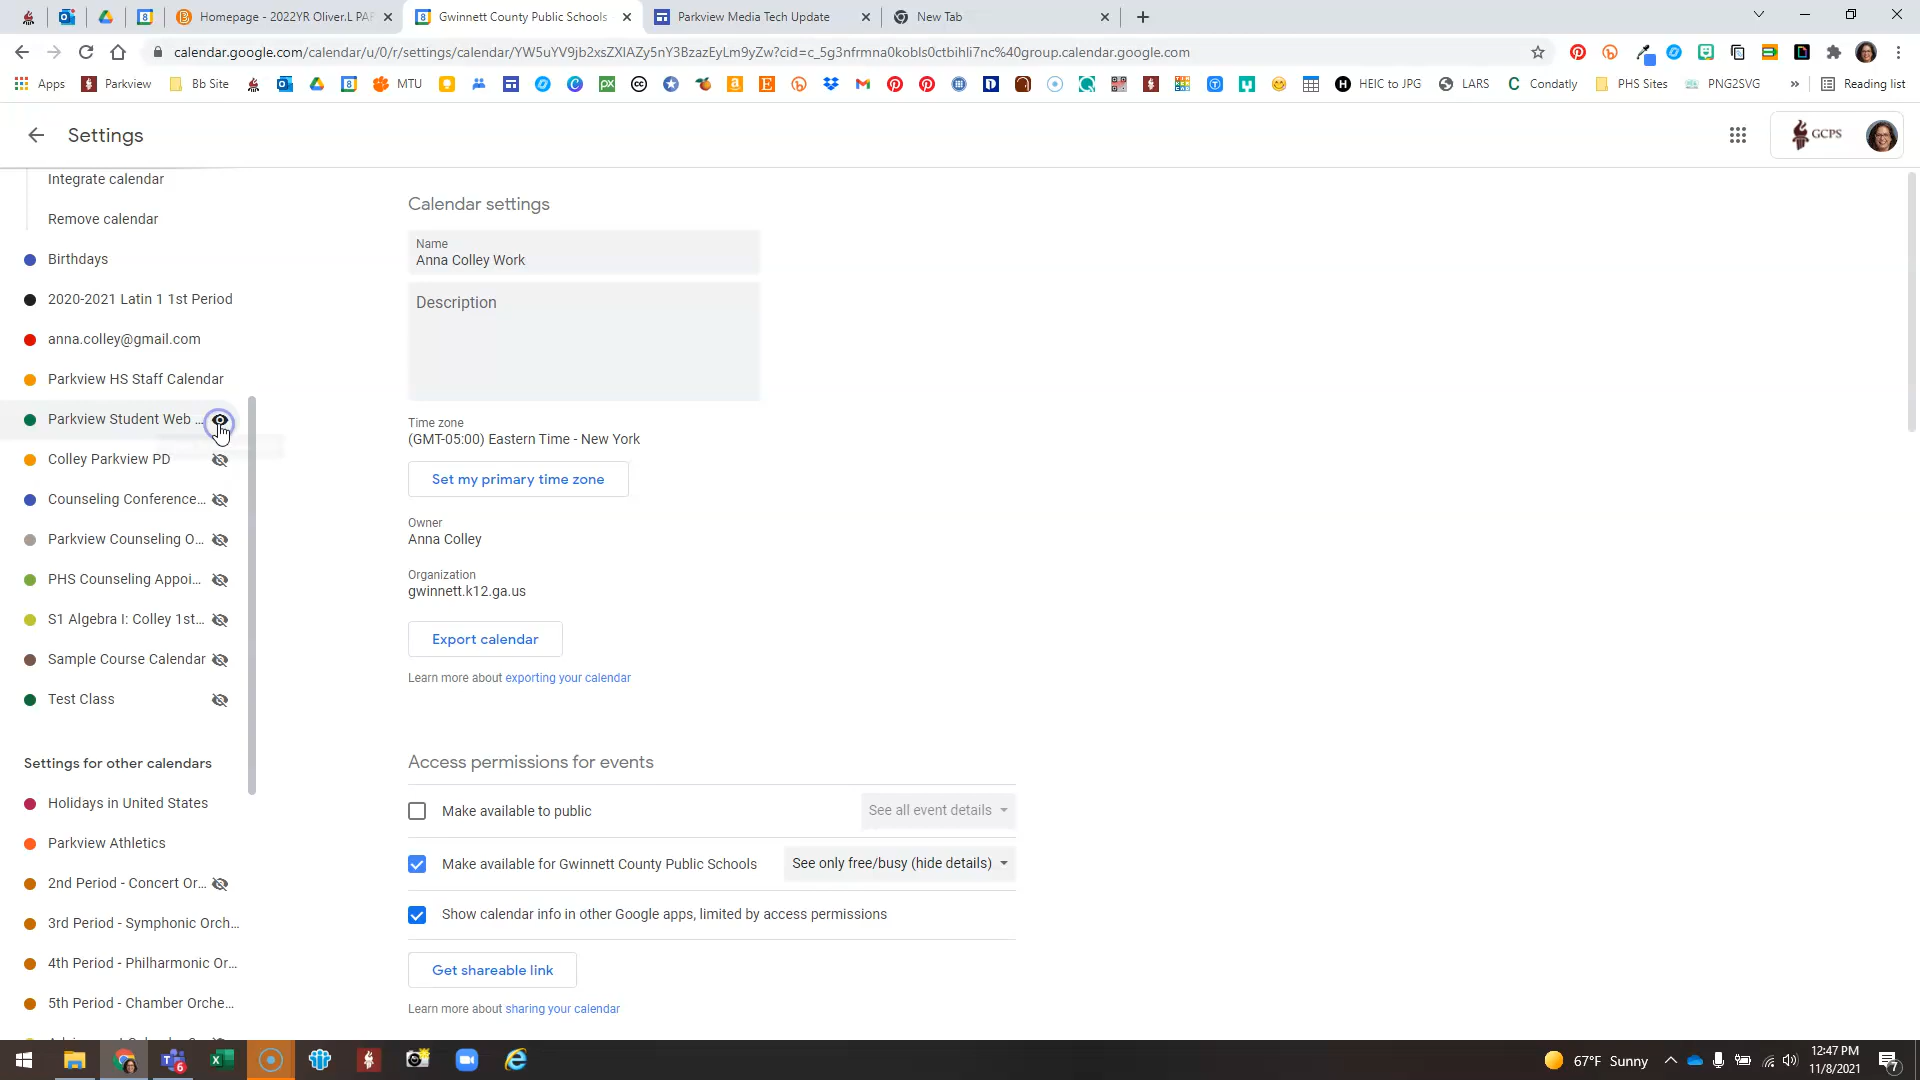 Homepage - 2022YR Oliver.L PAR
Gwinnett County Public Schools
Parkview Media Tech Update
New Tab
calendar.google.com/calendar/u/0/r/settings/calendar/YW5uYV9jb2xsZXlAZy5nY3BzazEyLm9yZw?cid=c_5g3nfrmna0kobls0ctbihli7nc%40group.calendar.google.com
Apps
Parkview
Bb Site
MTU
HEIC to JPG
LARS
Condatly
PHS Sites
PNG2SVG
»
Reading list
Settings
GCPS
Integrate calendar
Remove calendar
Birthdays
2020-2021 Latin 1 1st Period
anna.colley@gmail.com
Parkview HS Staff Calendar
Parkview Student Web ...
Colley Parkview PD
Counseling Conference...
Parkview Counseling O...
PHS Counseling Appoi...
S1 Algebra I: Colley 1st...
Sample Course Calendar
Test Class
Settings for other calendars
Holidays in United States
Parkview Athletics
2nd Period - Concert Or...
3rd Period - Symphonic Orch...
4th Period - Philharmonic Or...
5th Period - Chamber Orche...
Calendar settings
Name
Anna Colley Work
Description
Time zone
(GMT-05:00) Eastern Time - New York
Set my primary time zone
Owner
Anna Colley
Organization
gwinnett.k12.ga.us
Export calendar
Learn more about exporting your calendar
Access permissions for events
Make available to public
See all event details
Make available for Gwinnett County Public Schools
See only free/busy (hide details)
Show calendar info in other Google apps, limited by access permissions
Get shareable link
Learn more about sharing your calendar
67°F Sunny
12:47 PM
11/8/2021